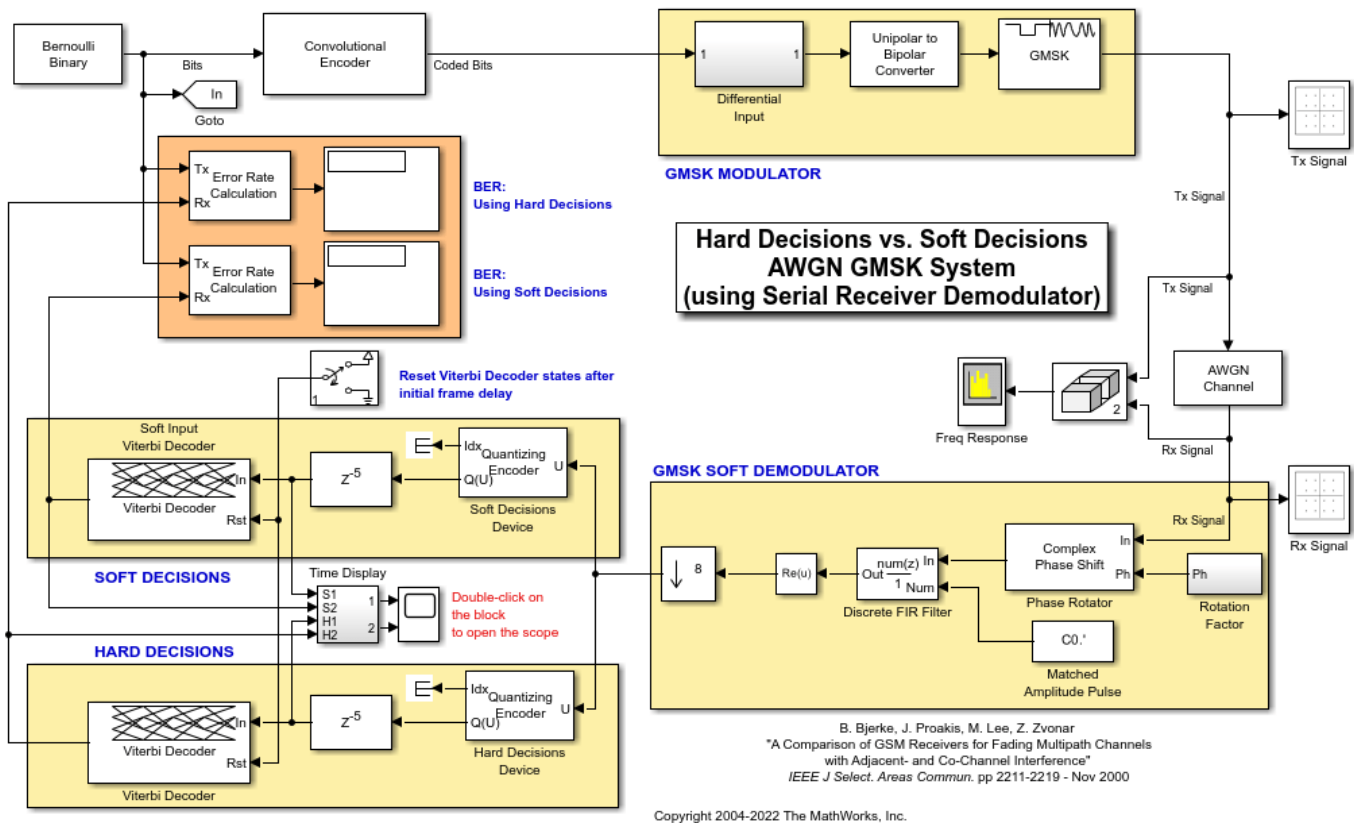 Bernoulli
Binary
Bits
Convolutional
Encoder
Coded Bits
In
Goto
1
1
Differential
Input
Unipolar to
Bipolar
Converter
GMSK
GMSK MODULATOR
Tx Signal
Tx Signal
Tx
Rx
Error Rate
Calculation
BER:
Using Hard Decisions
Tx
Rx
Error Rate
Calculation
BER:
Using Soft Decisions
Hard Decisions vs. Soft Decisions
AWGN GMSK System
(using Serial Receiver Demodulator)
Tx Signal
AWGN
Channel
2
Freq Response
Rx Signal
1
Reset Viterbi Decoder states after
initial frame delay
Soft Input
Viterbi Decoder
In
Viterbi Decoder
Rst
Z-5
Idx
Quantizing
Encoder
Q(U)
U
Soft Decisions
Device
SOFT DECISIONS
GMSK SOFT DEMODULATOR
Rx Signal
Rx Signal
In
Complex
Phase Shift
Ph
Phase Rotator
Ph
Rotation
Factor
num(z)
1
In
Out
Num
Discrete FIR Filter
Re(u)
8
C0.'
Matched
Amplitude Pulse
Time Display
S1
S2
H1
H2
1
2
Double-click on
the block
to open the scope
HARD DECISIONS
In
Viterbi Decoder
Rst
Viterbi Decoder
Z-5
Idx
Quantizing
Encoder
Q(U)
U
Hard Decisions
Device
B. Bjerke, J. Proakis, M. Lee, Z. Zvonar
"A Comparison of GSM Receivers for Fading Multipath Channels
with Adjacent- and Co-Channel Interference"
IEEE J Select. Areas Commun. pp 2211-2219 - Nov 2000
Copyright 2004-2022 The MathWorks, Inc.